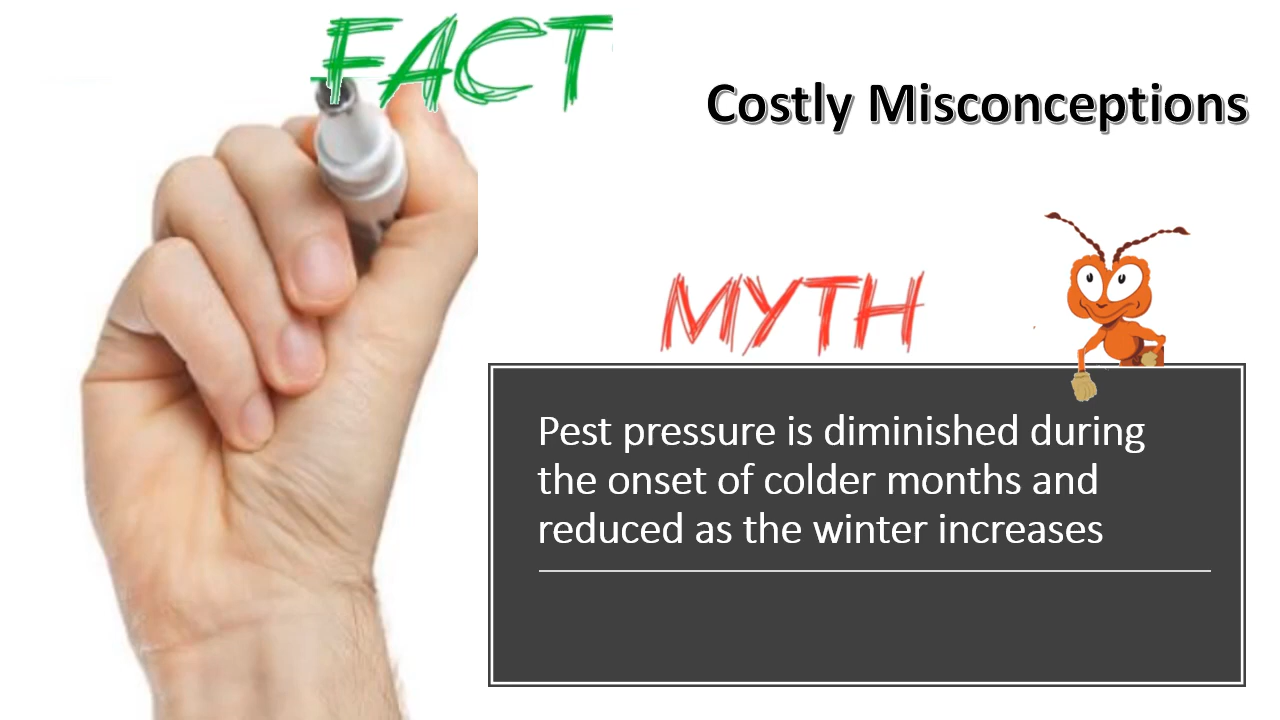 FACT
Costly Misconceptions
MYTH
Pest pressure is diminished during
the onset of colder months and
reduced as the winter increases